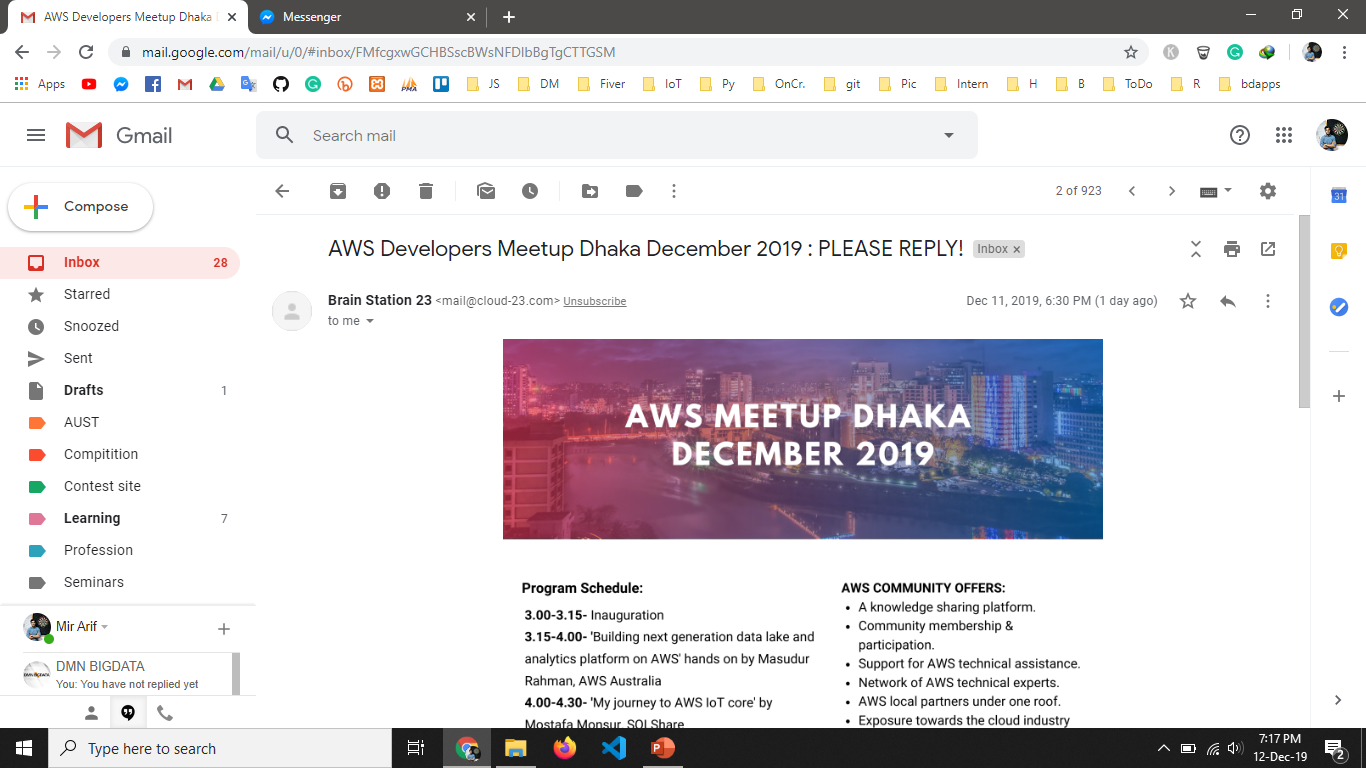 AWS Developers Meetup Dhaka
Messenger
mail.google.com/mail/u/0/#inbox/FMfcgxwGCHBSscBWsNFDlbBgTgCTTGSM
Apps
JS
DM
Fiver
IoT
Py
OnCr.
git
Pic
Intern
H
B
ToDo
R
bdapps
Gmail
Search mail
Compose
2 of 923
31
Inbox 28
Starred
Snoozed
Sent
Drafts 1
AUST
Compitition
Contest site
Learning 7
Profession
Seminars
Mir Arif
DMN BIGDATA
DMN BIGDATA
You: You have not replied yet
AWS Developers Meetup Dhaka December 2019 : PLEASE REPLY! Inbox
Brain Station 23 <mail@cloud-23.com> Unsubscribe
Dec 11, 2019, 6:30 PM (1 day ago)
to me
AWS MEETUP DHAKA
DECEMBER 2019
Program Schedule:
3.00-3.15- Inauguration
3.15-4.00- 'Building next generation data lake and
analytics platform on AWS' hands on by Masudur
Rahman, AWS Australia
4.00-4.30- 'My journey to AWS IoT core' by
Mostafa Monsur, SOLShare
AWS COMMUNITY OFFERS:
• A knowledge sharing platform.
• Community membership &
participation.
• Support for AWS technical assistance.
• Network of AWS technical experts.
• AWS local partners under one roof.
• Exposure towards the cloud industry
Type here to search
7:17 PM
12-Dec-19
2